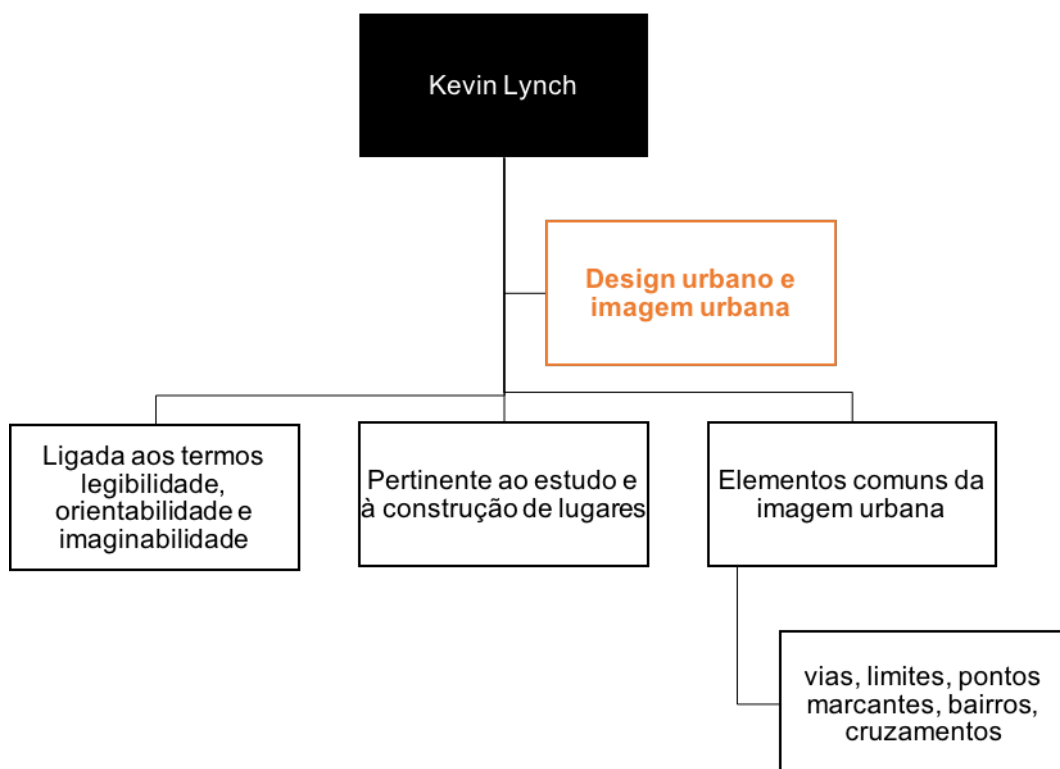 Kevin Lynch
Design urbano e
imagem urbana
Ligada aos termos
legibilidade,
orientabilidade e
imaginabilidade
Pertinente ao estudo e
à construção de lugares
Elementos comuns da
imagem urbana
vias, limites, pontos
marcantes, bairros,
cruzamentos